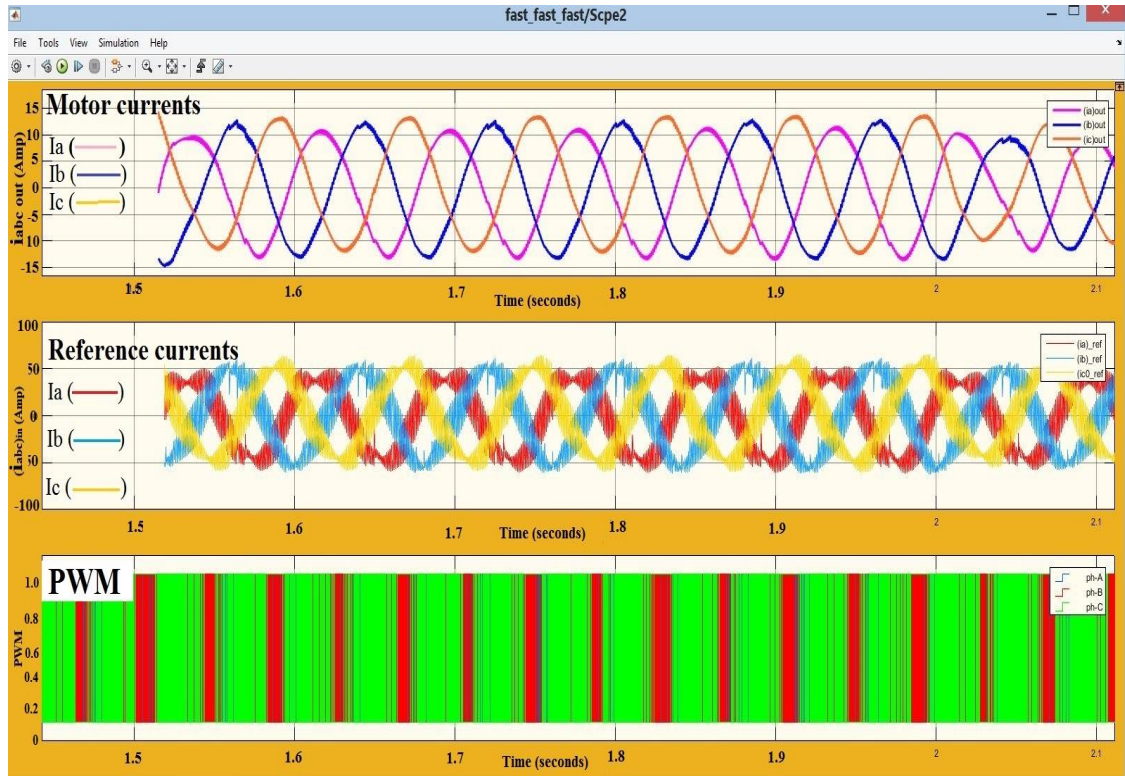 fast_fast_fast/Scpe2
X
File Tools View Simulation Help
Motor currents
(ia)out
(ib)out
(ic)out
Ia (——)
Ib (——)
Ic (——)
iabc out (Amp)
15
10
5
0
-5
-10
-15
1.5 1.6 1.7 1.8 1.9 2 2.1
Time (seconds)
Reference currents
(ia)_ref
(ib)_ref
(ic0_ref
Ia (——)
Ib (——)
Ic (——)
(iabc)in (Amp)
100
50
0
50
-100
1.5 1.6 1.7 1.8 1.9 2 2.1
Time (seconds)
PWM
ph-A
ph-B
ph-C
PWM
1.0
0.8
0.6
0.4
0.2
0
1.5 1.6 1.7 1.8 1.9 2 2.1
Time (seconds)